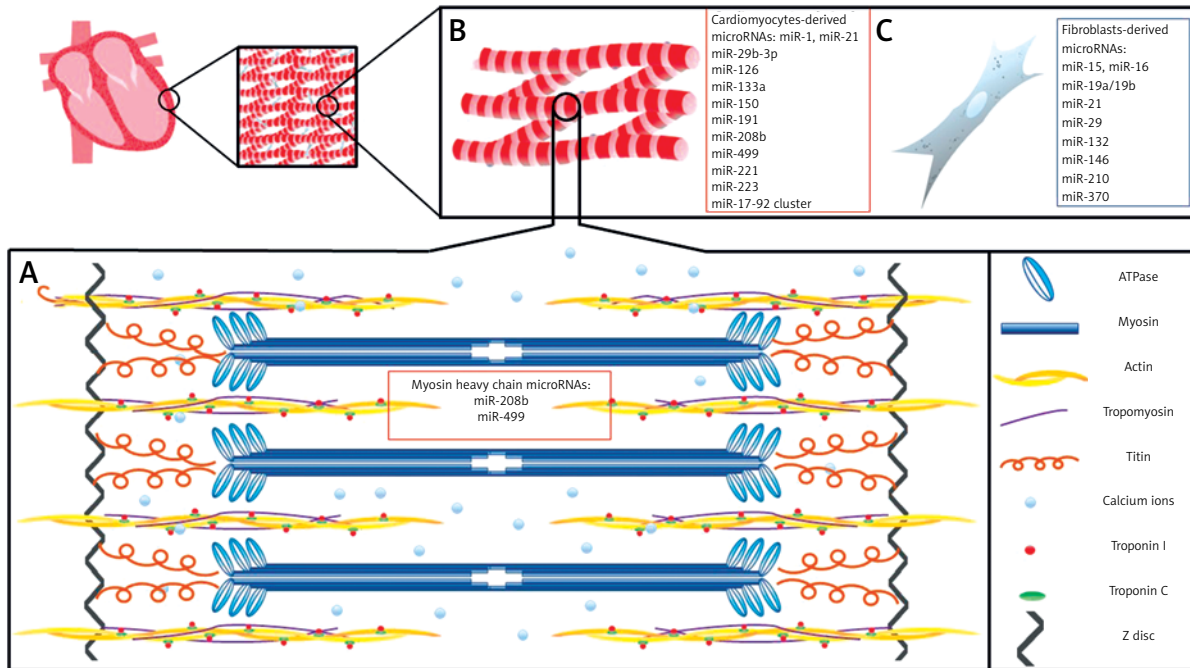 B
Cardiomyocytes-derived
microRNAs: miR-1, miR-21
miR-29b-3p
miR-126
miR-133a
miR-150
miR-191
miR-208b
miR-499
miR-221
miR-223
miR-17-92 cluster
C
Fibroblasts-derived
microRNAs:
miR-15, miR-16
miR-19a/19b
miR-21
miR-29
miR-132
miR-146
miR-210
miR-370
A
Myosin heavy chain microRNAs:
miR-208b
miR-499
ATPase
Myosin
Actin
Tropomyosin
Titin
Calcium ions
Troponin I
Troponin C
Z disc